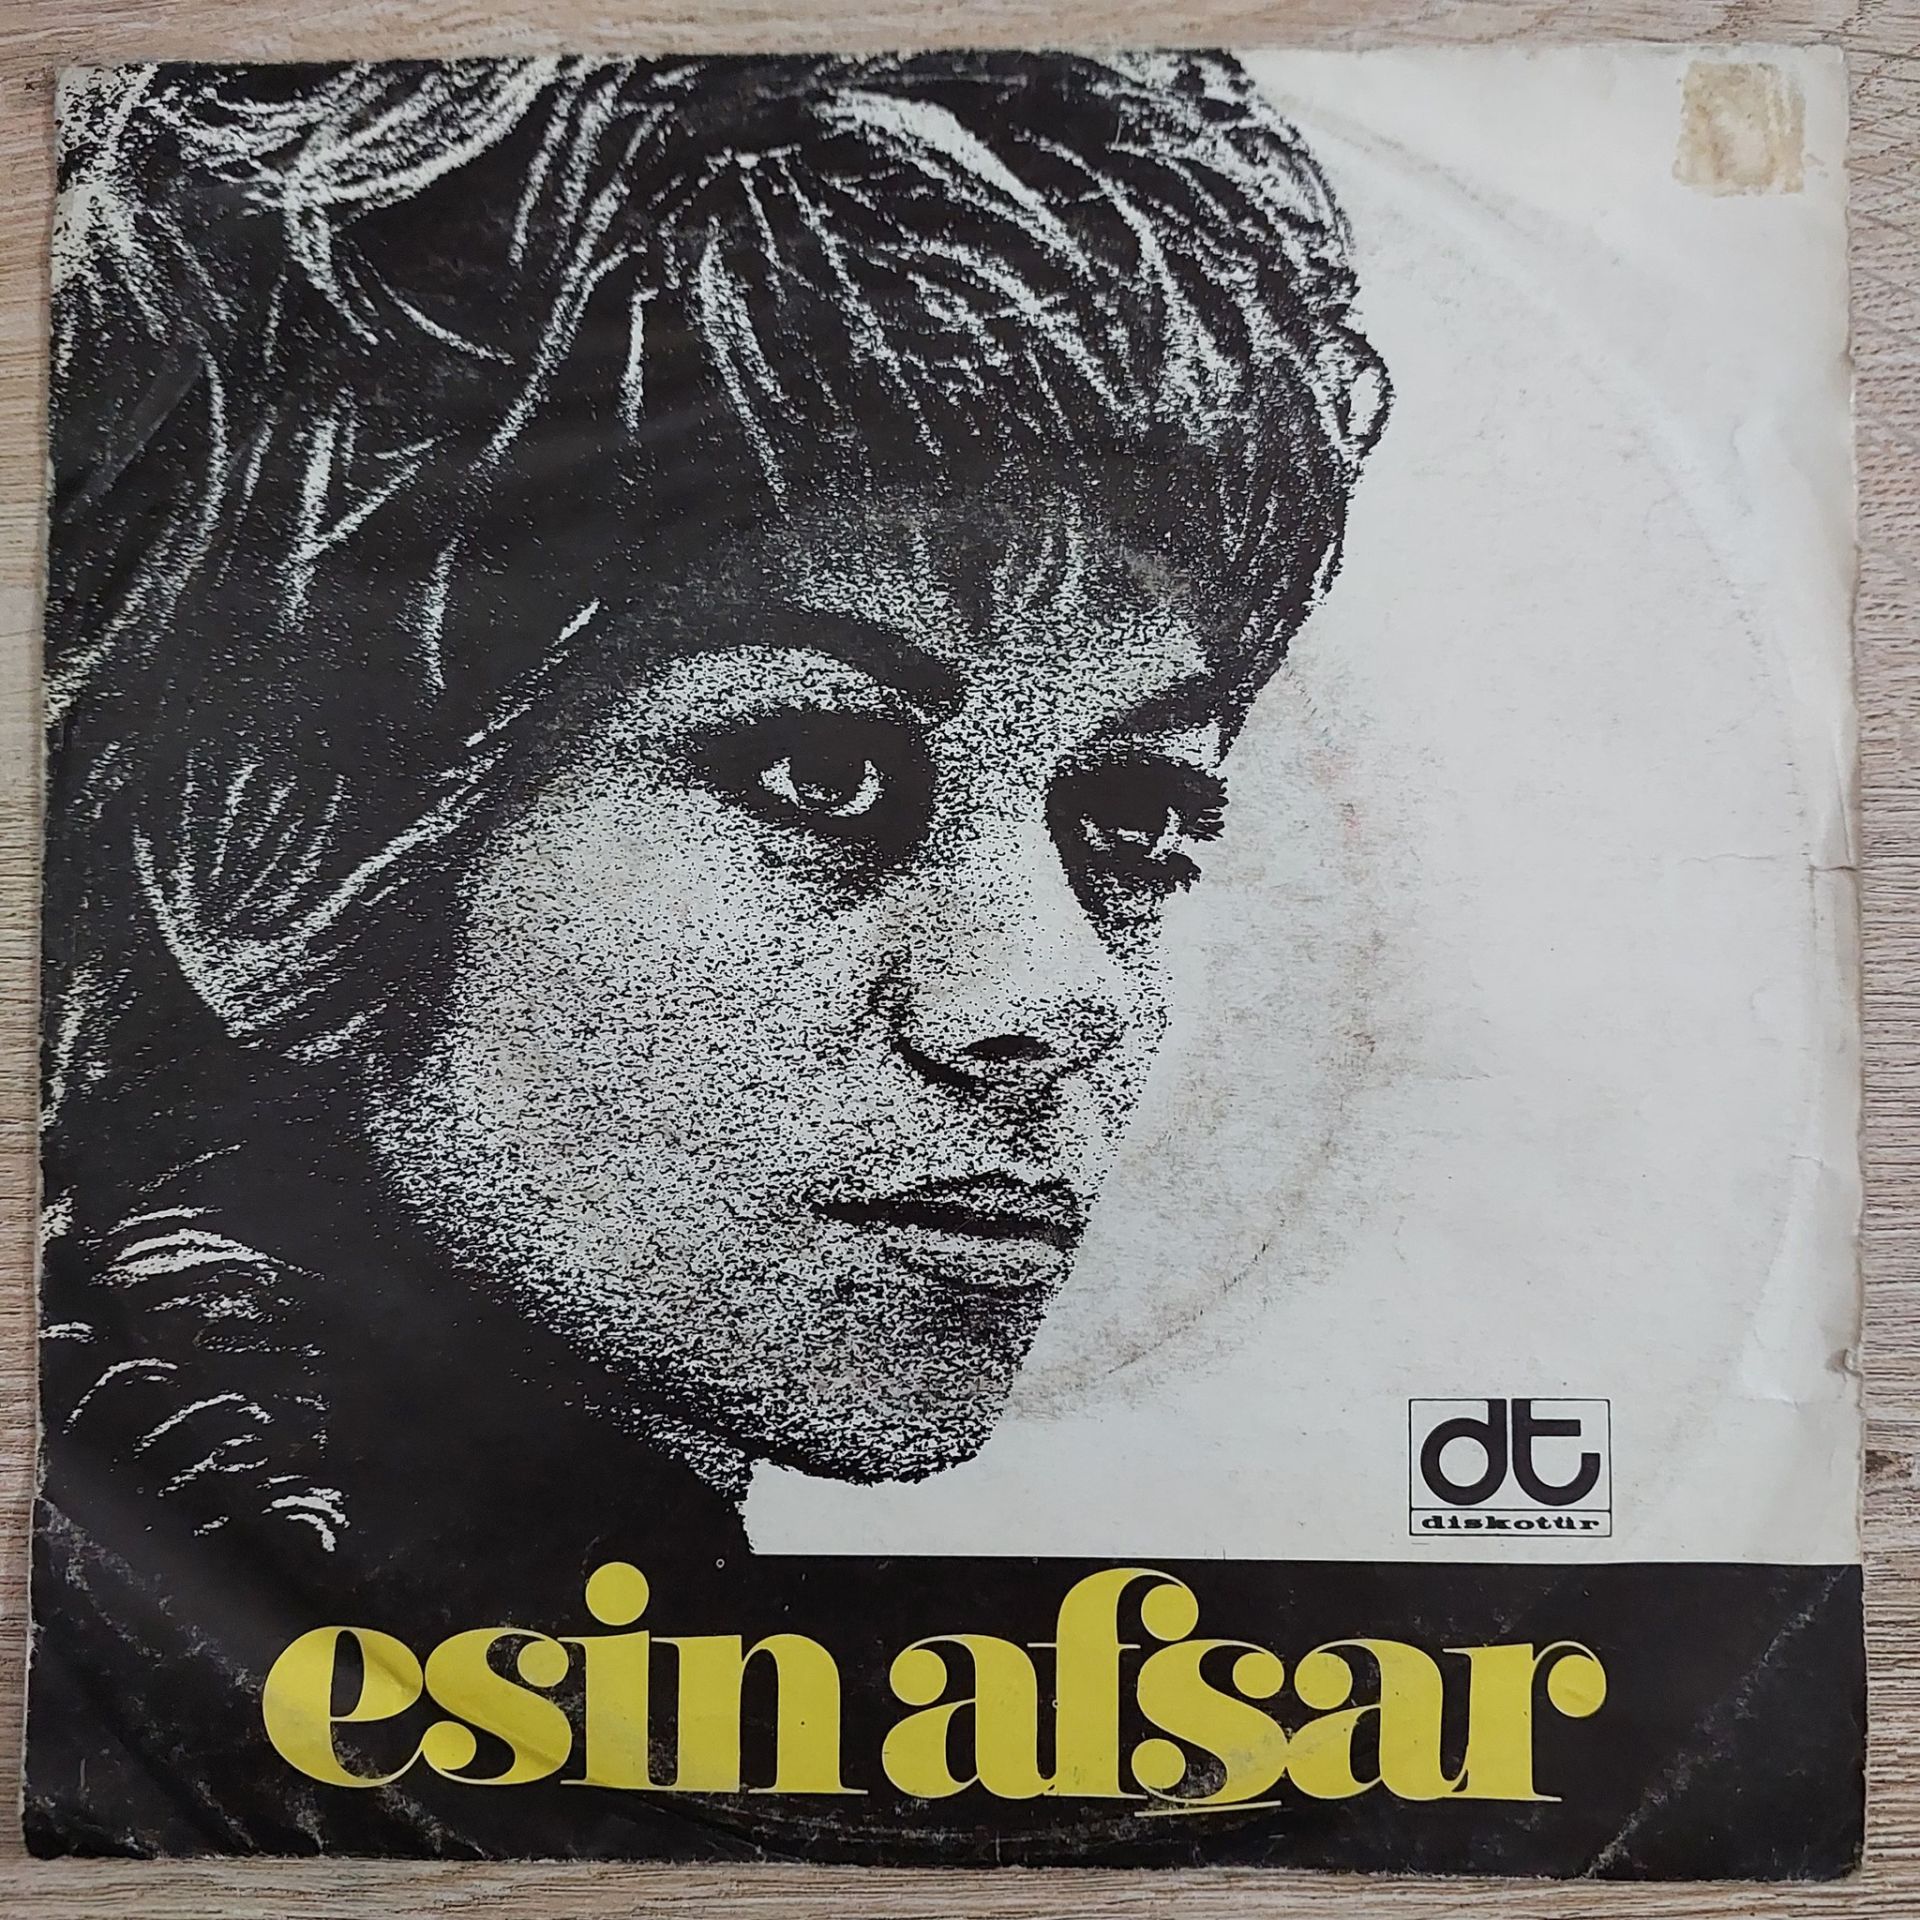 dt
diskotür
esin afşar